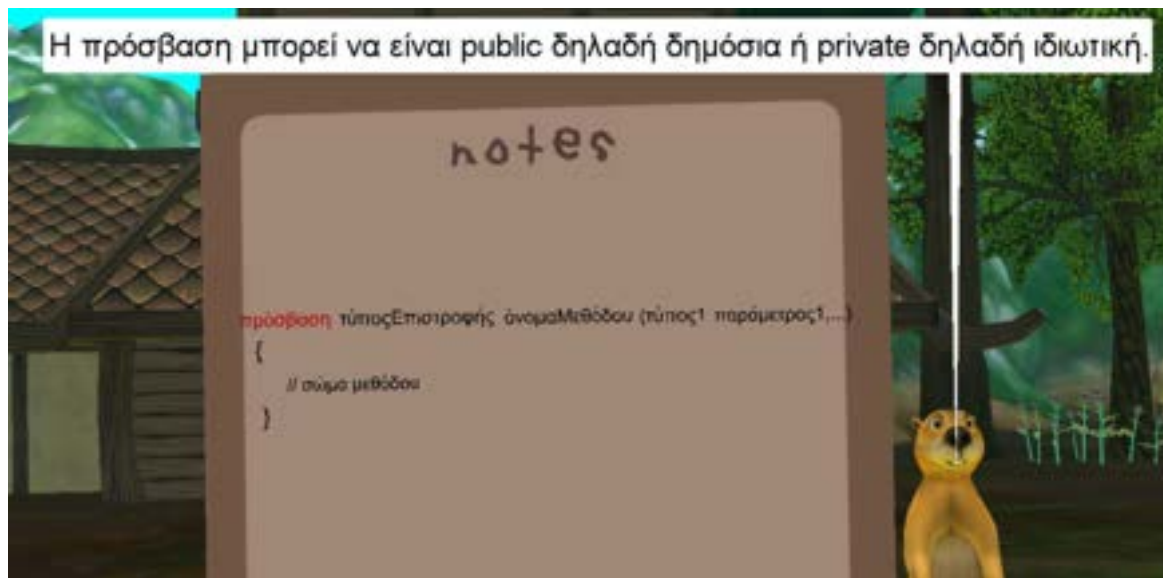 Η πρόσβαση μπορεί να είναι public δηλαδή δημόσια ή private δηλαδή ιδιωτική.
notes
πρόσβαση τύποςΕπιστροφής όνομαΜεθόδου (τύπος1 παράμετρος1,...)
{
// σώμα μεθόδου
}